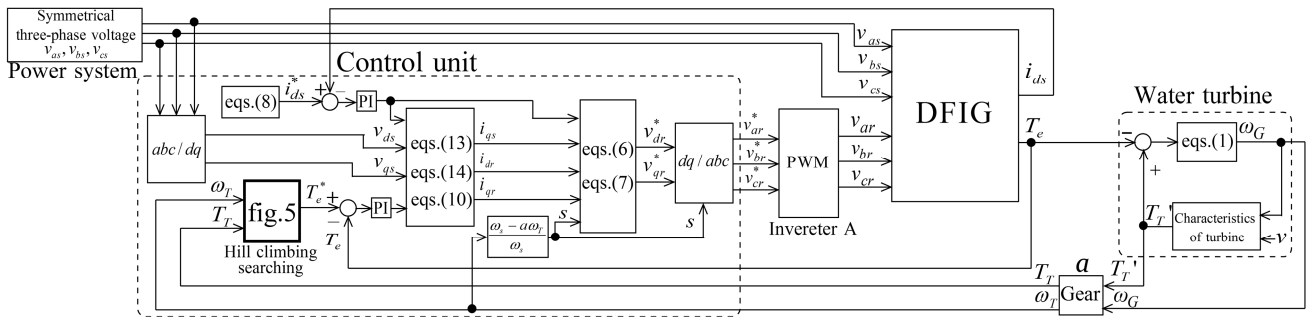 Symmetrical
three-phase voltage
v_as, v_bs, v_cs
Power system
Control unit
eqs.(8)
i*_ds
+
−
PI
abc/dq
v_ds
v_qs
ω_T
T_T
fig.5
Hill climbing
searching
T*_e
+
−
T_e
PI
eqs.(13)
eqs.(14)
eqs.(10)
i_qs
i_dr
i_qr
ω_s − aω_T
ω_s
s
eqs.(6)
eqs.(7)
v*_dr
v*_qr
dq/abc
s
v*_ar
v*_br
v*_cr
PWM
Invereter A
v_as
v_bs
v_cs
v_ar
v_br
v_cr
DFIG
i_ds
T_e
Water turbine
−
+
eqs.(1)
ω_G
T_T'
Characteristics
of turbine
v
a
Gear
T_T
ω_T
T_T'
ω_G